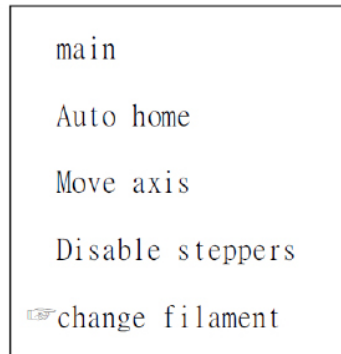 main
Auto home
Move axis
Disable steppers
☞change filament